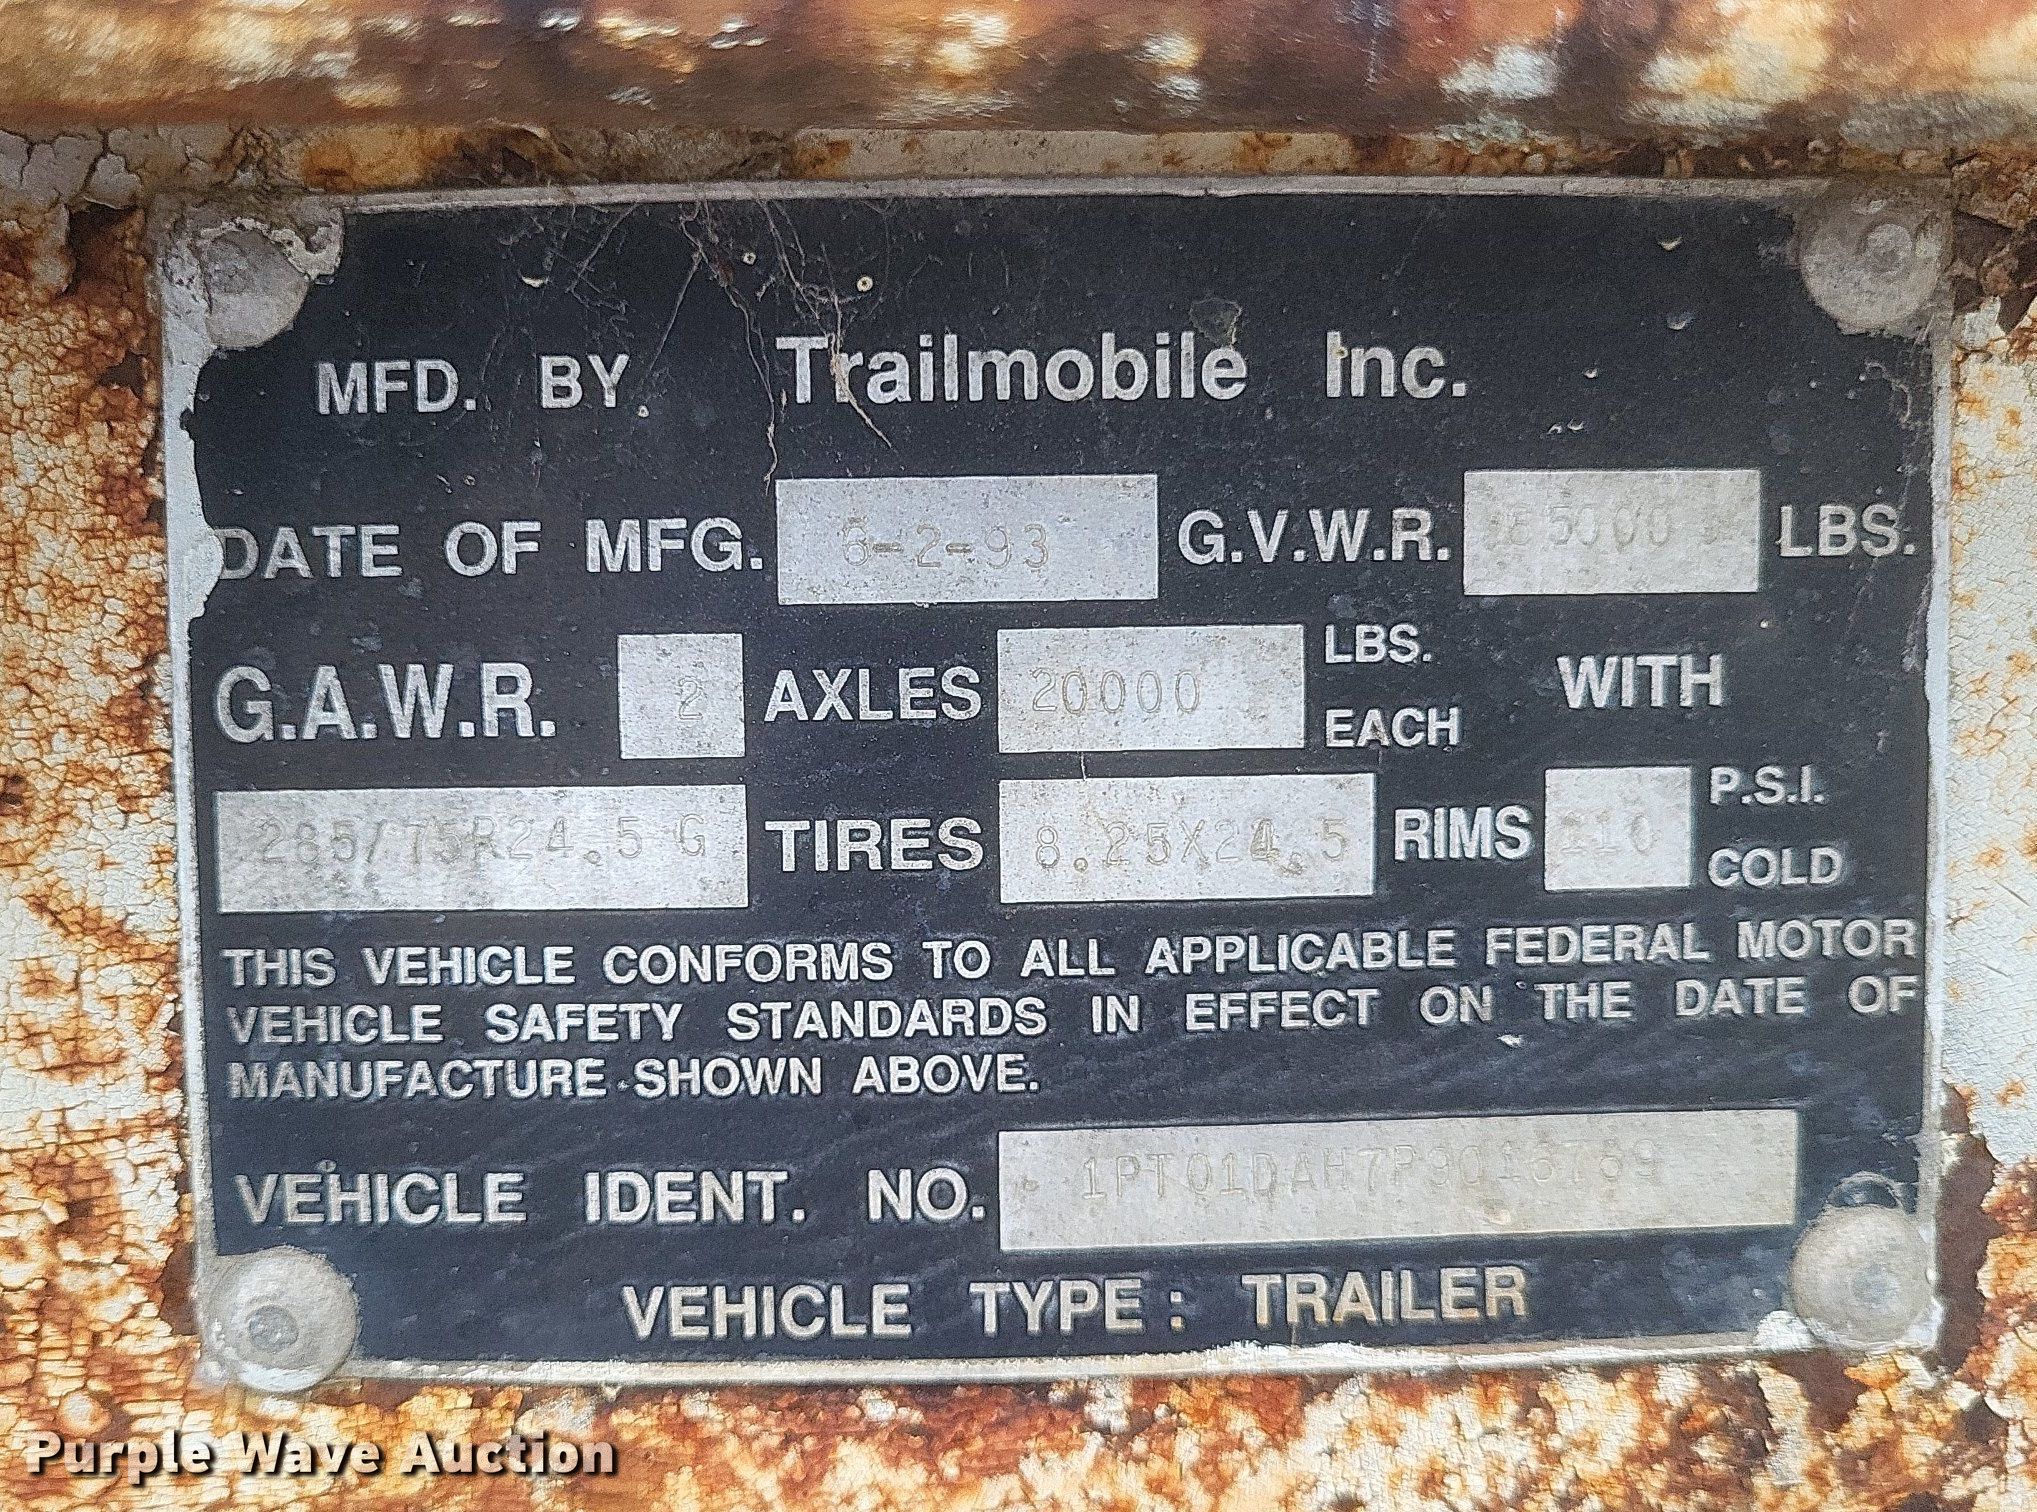 MFD. BY Trailmobile Inc.
DATE OF MFG. 6-2-93 G.V.W.R. LBS.
G.A.W.R. 2 AXLES 20000 LBS. EACH WITH
285/75R24.5 G TIRES 8.25X24.5 RIMS P.S.I. COLD
THIS VEHICLE CONFORMS TO ALL APPLICABLE FEDERAL MOTOR
VEHICLE SAFETY STANDARDS IN EFFECT ON THE DATE OF
MANUFACTURE SHOWN ABOVE.
VEHICLE IDENT. NO.
VEHICLE TYPE: TRAILER
Purple Wave Auction